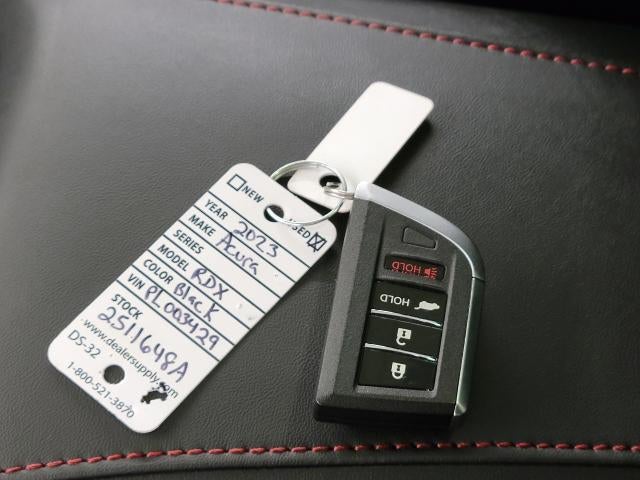 NEW USED
YEAR 2023
MAKE Acura
SERIES
MODEL RDX
COLOR Black
VIN PL003429
STOCK
2511648A
www.dealersupply.com
DS-32
1-800-521-3870
HOLD
HOLD